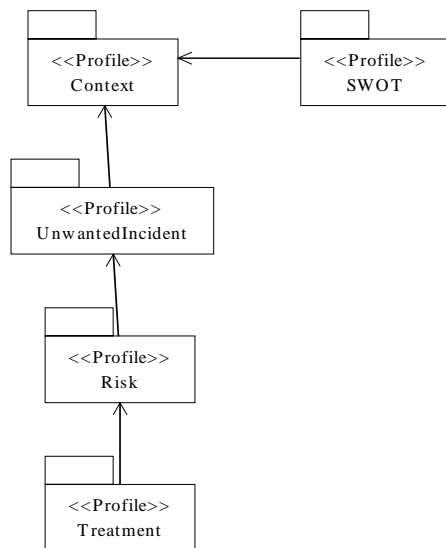 <<Profile>>
Context
<<Profile>>
SWOT
<<Profile>>
UnwantedIncident
<<Profile>>
Risk
<<Profile>>
Treatment